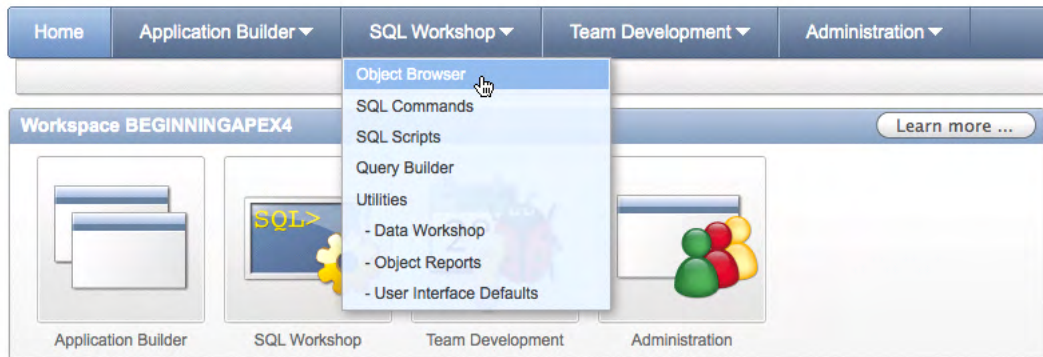 Home Application Builder SQL Workshop Team Development Administration
Object Browser
SQL Commands
SQL Scripts
Query Builder
Utilities
- Data Workshop
- Object Reports
- User Interface Defaults
Workspace BEGINNINGAPEX4
Learn more ...
SQL>
2
Application Builder SQL Workshop Team Development Administration